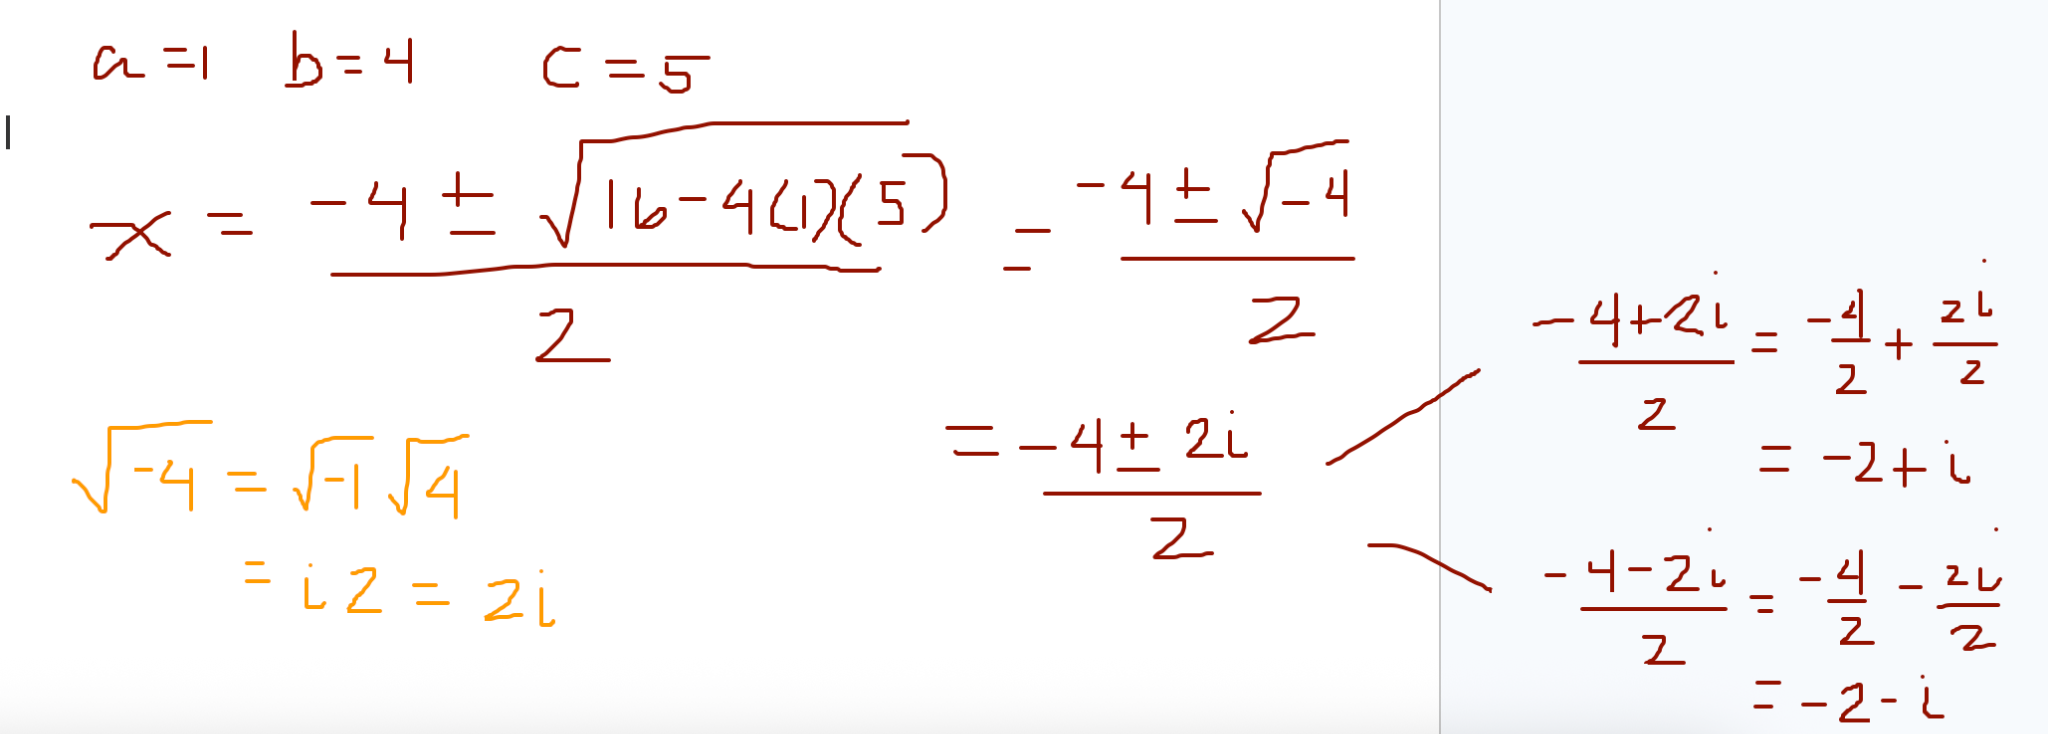 a = 1 b = 4 c = 5
x = (-4 ± √(16 - 4(1)(5))) / 2 = (-4 ± √-4) / 2
= (-4 ± 2i) / 2
√-4 = √-1 √4
= i 2 = 2i
(-4 + 2i) / 2 = -4/2 + 2i/2
= -2 + i
(-4 - 2i) / 2 = -4/2 - 2i/2
= -2 - i